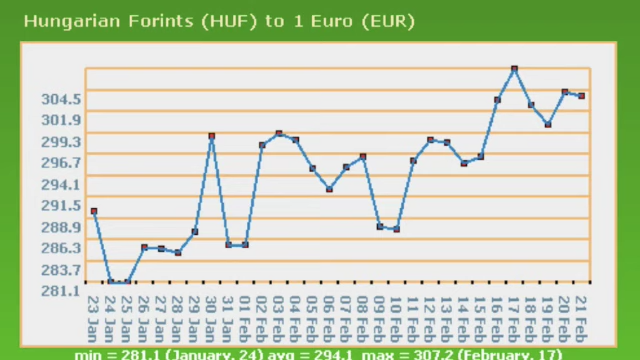 Hungarian Forints (HUF) to 1 Euro (EUR)
304.5
301.9
299.3
296.7
294.1
291.5
288.9
286.3
283.7
281.1
23 Jan
24 Jan
25 Jan
26 Jan
27 Jan
28 Jan
29 Jan
30 Jan
31 Jan
01 Feb
02 Feb
03 Feb
04 Feb
05 Feb
06 Feb
07 Feb
08 Feb
09 Feb
10 Feb
11 Feb
12 Feb
13 Feb
14 Feb
15 Feb
16 Feb
17 Feb
18 Feb
19 Feb
20 Feb
21 Feb
min = 281.1 (January, 24) avg = 294.1 max = 307.2 (February, 17)